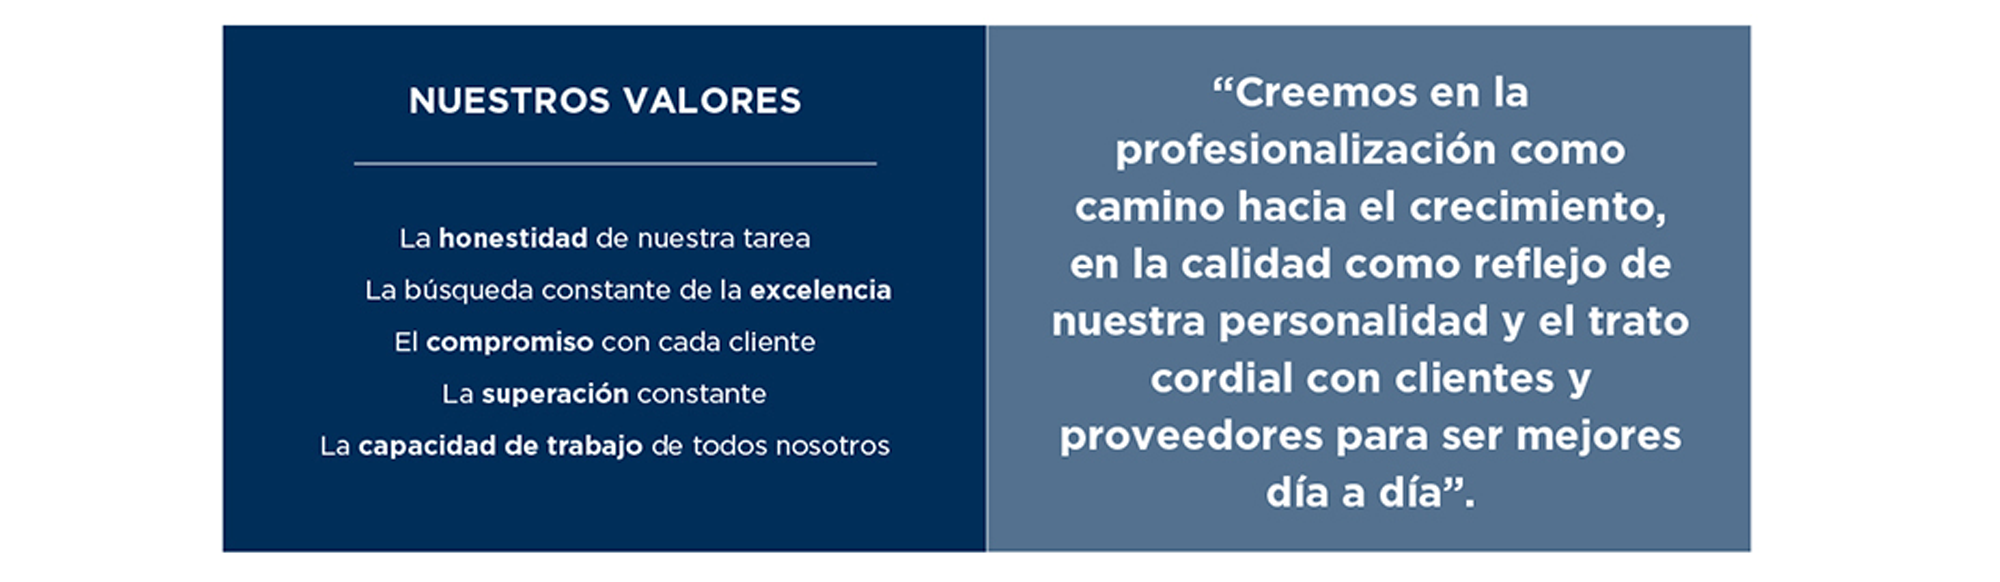 NUESTROS VALORES
La honestidad de nuestra tarea
La búsqueda constante de la excelencia
El compromiso con cada cliente
La superación constante
La capacidad de trabajo de todos nosotros
“Creemos en la
profesionalización como
camino hacia el crecimiento,
en la calidad como reflejo de
nuestra personalidad y el trato
cordial con clientes y
proveedores para ser mejores
día a día”.